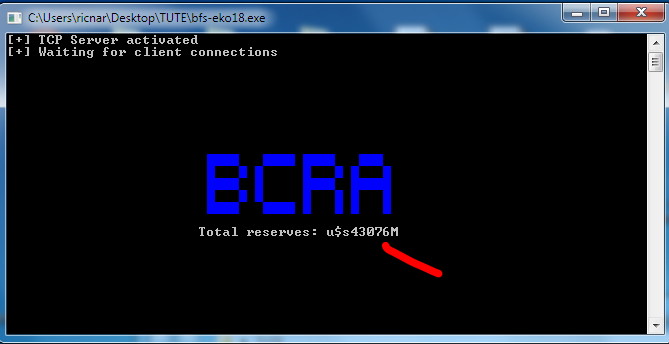 C:\Users\ricnar\Desktop\TUTE\bfs-eko18.exe
[+] TCP Server activated
[+] Waiting for client connections
BCRA
Total reserves: u$s43076M